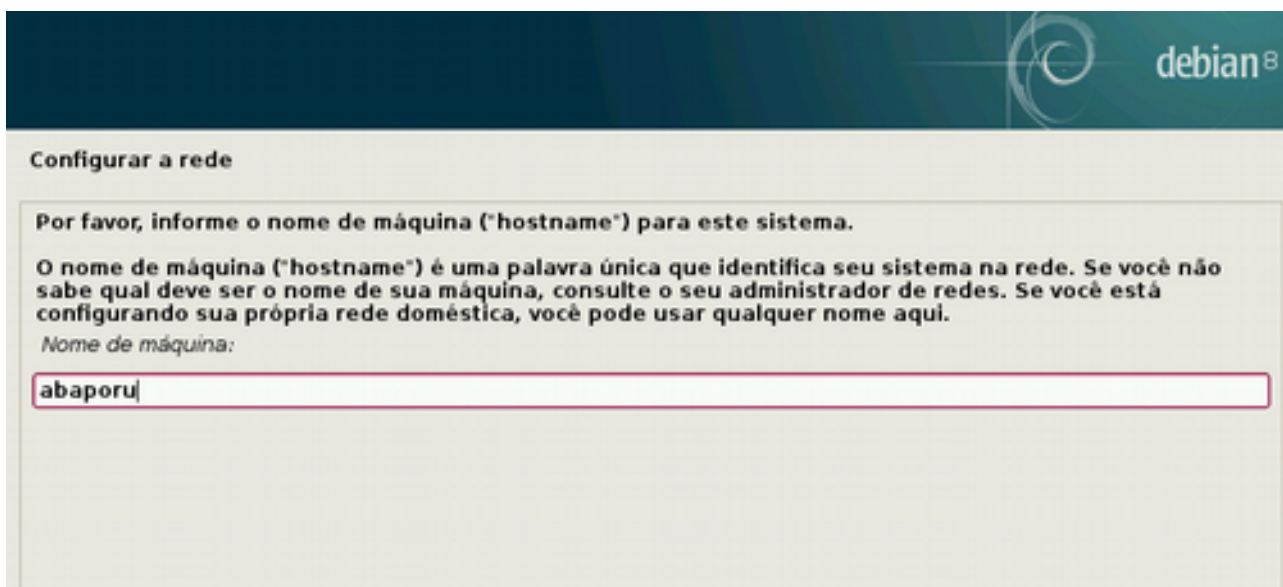 debian 8
Configurar a rede
Por favor, informe o nome de máquina ("hostname") para este sistema.
O nome de máquina ("hostname") é uma palavra única que identifica seu sistema na rede. Se você não
sabe qual deve ser o nome de sua máquina, consulte o seu administrador de redes. Se você está
configurando sua própria rede doméstica, você pode usar qualquer nome aqui.
Nome de máquina:
abaporu